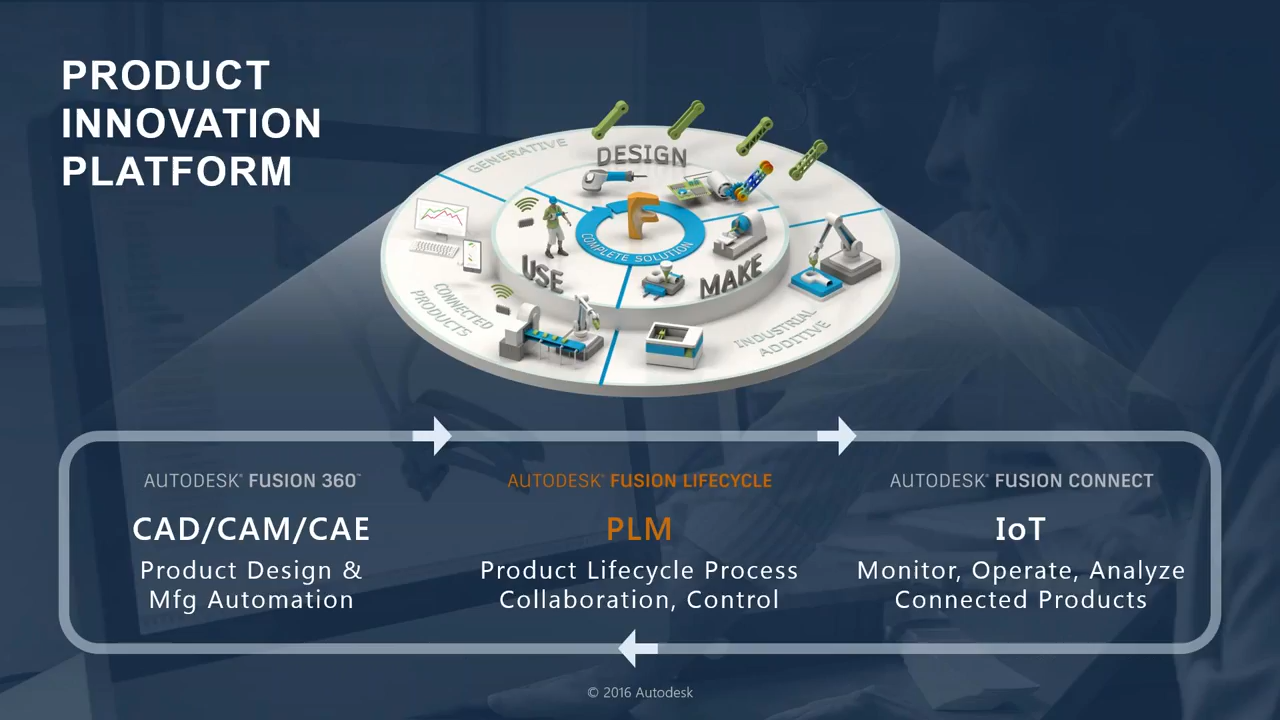 PRODUCT
INNOVATION
PLATFORM
GENERATIVE
DESIGN
F
COMPLETE SOLUTION
USE
MAKE
CONNECTED
PRODUCTS
INDUSTRIAL
ADDITIVE
AUTODESK® FUSION 360™
CAD/CAM/CAE
Product Design &
Mfg Automation
AUTODESK® FUSION LIFECYCLE
PLM
Product Lifecycle Process
Collaboration, Control
AUTODESK® FUSION CONNECT
IoT
Monitor, Operate, Analyze
Connected Products
© 2016 Autodesk